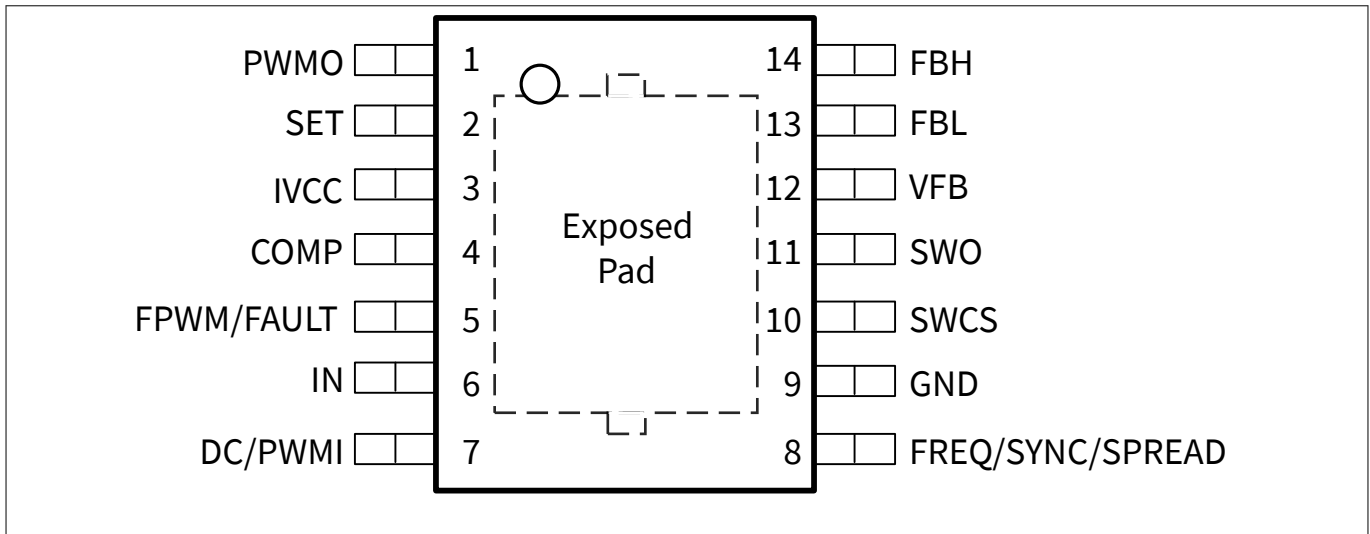 PWMO 1 14 FBH
SET 2 13 FBL
IVCC 3 12 VFB
Exposed
Pad
COMP 4 11 SWO
FPWM/FAULT 5 10 SWCS
IN 6 9 GND
DC/PWMI 7 8 FREQ/SYNC/SPREAD